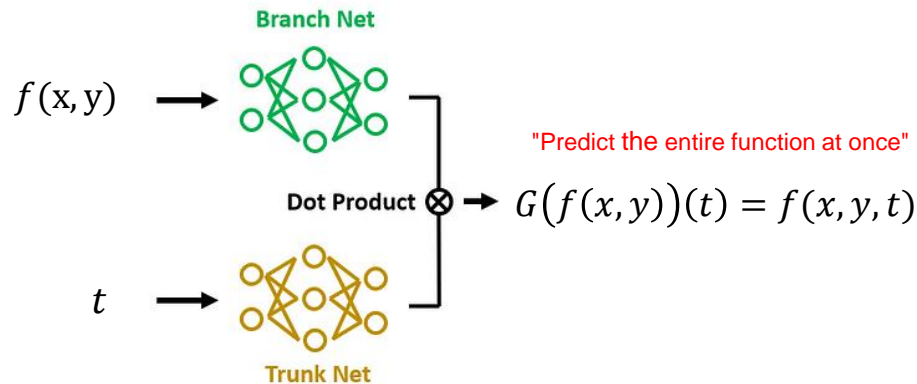 Branch Net
f(x, y)
"Predict the entire function at once"
Dot Product ⊗ G(f(x, y))(t) = f(x, y, t)
t
Trunk Net